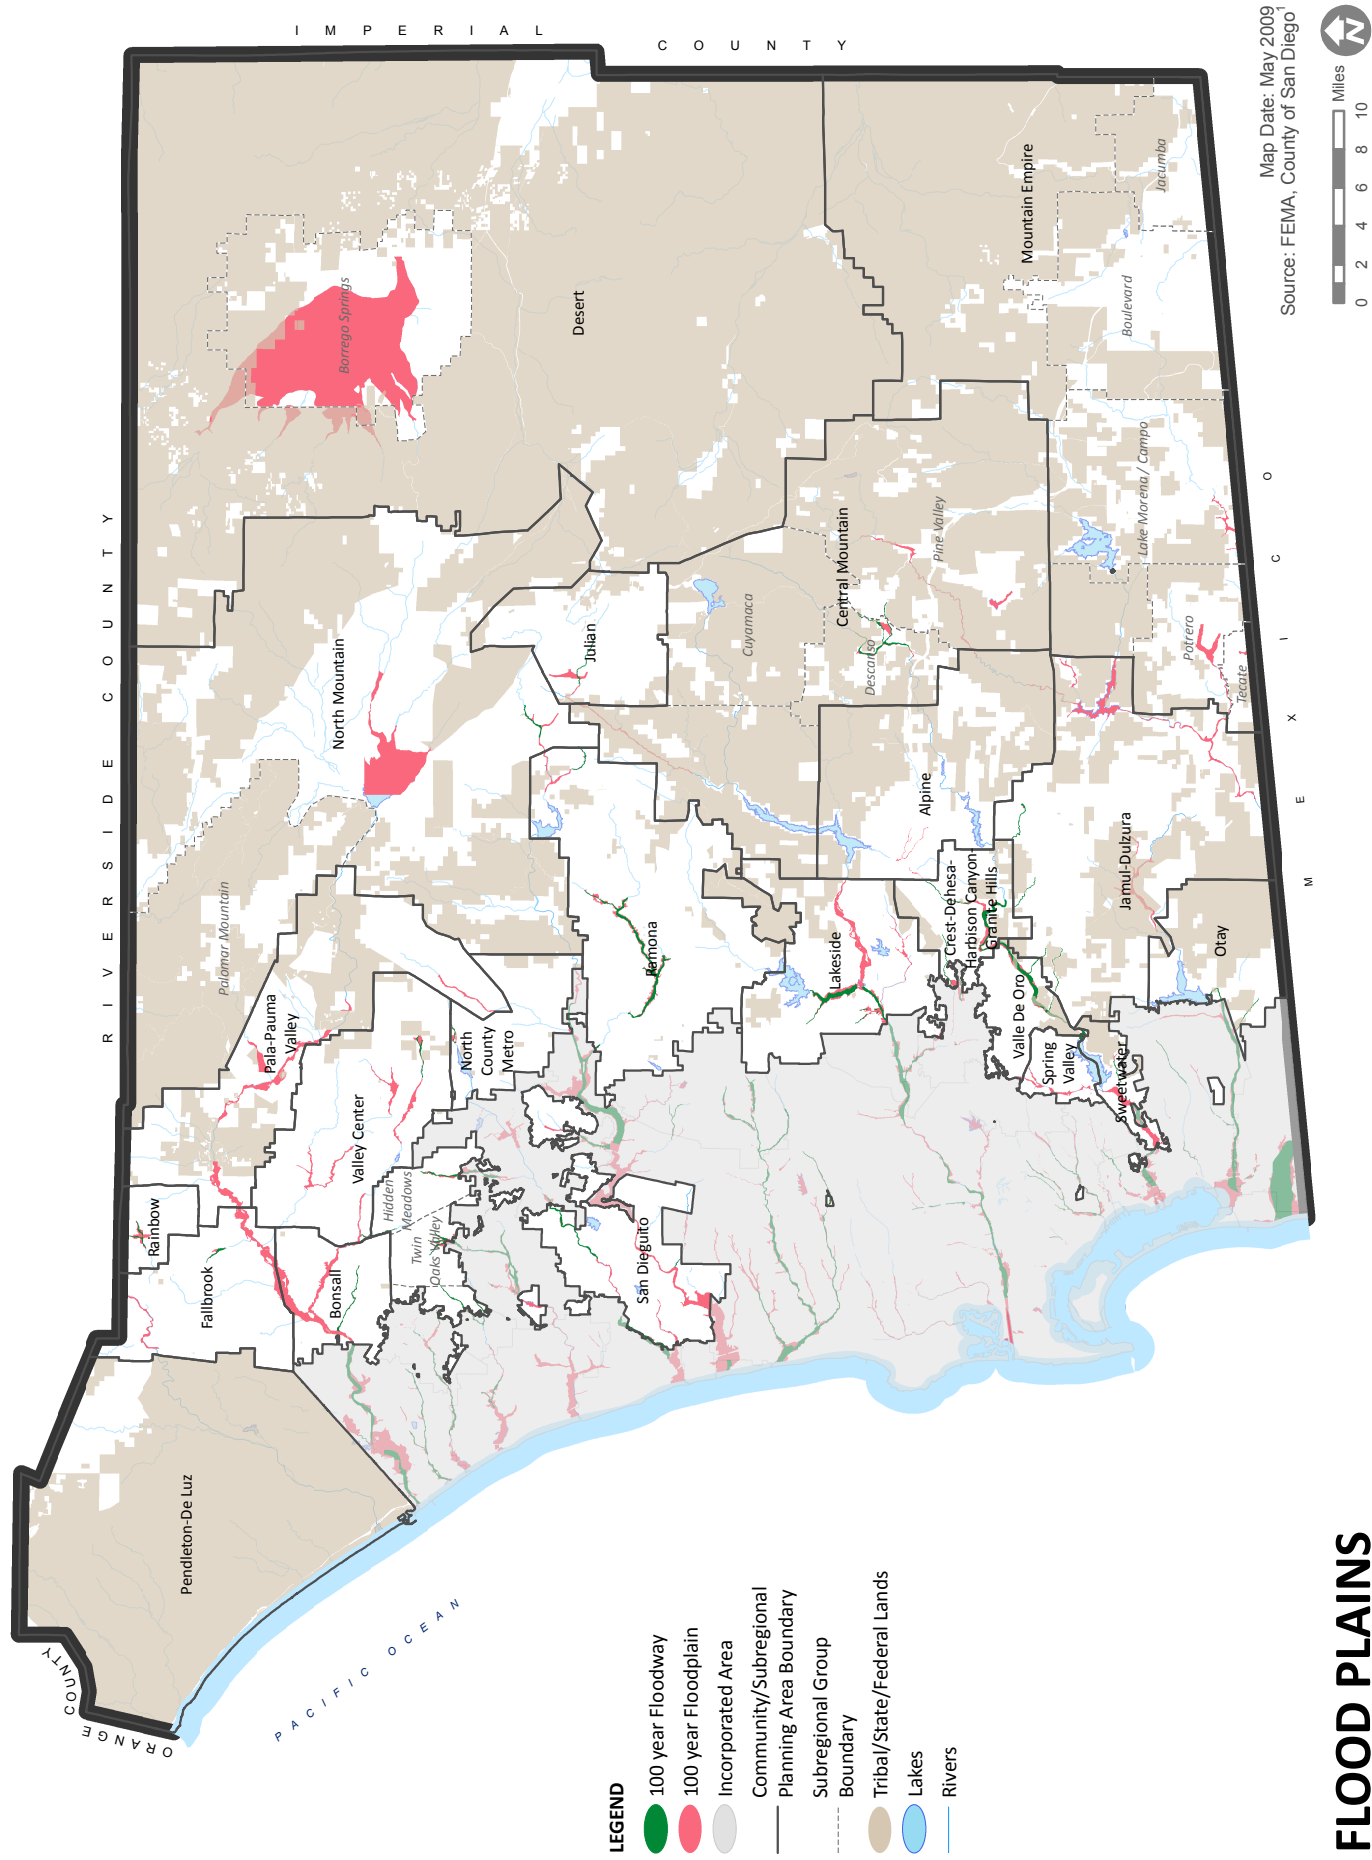 FLOOD PLAINS
ORANGE
COUNTY
RIVERSIDE COUNTY
IMPERIAL COUNTY
MEXICO
PACIFIC OCEAN
Pendleton-De Luz
Fallbrook
Rainbow
Bonsall
Pala-Pauma
Valley
Valley Center
Hidden
Meadows
Twin
Oaks Valley
North
County
Metro
Palomar Mountain
North Mountain
Borrego Springs
Desert
Julian
San Dieguito
Ramona
Cuyamaca
Central Mountain
Descanso
Pine Valley
Lakeside
Alpine
Crest-Dehesa-
Harbison Canyon-
Granite Hills
Valle De Oro
Spring
Valley
Sweetwater
Jamul-Dulzura
Otay
Mountain Empire
Jacumba
Boulevard
Lake Morena / Campo
Potrero
Tecate
LEGEND
100 year Floodway
100 year Floodplain
Incorporated Area
Community/Subregional
Planning Area Boundary
Subregional Group
Boundary
Tribal/State/Federal Lands
Lakes
Rivers
Map Date: May 2009
Source: FEMA, County of San Diego¹
0 2 4 6 8 10 Miles
N